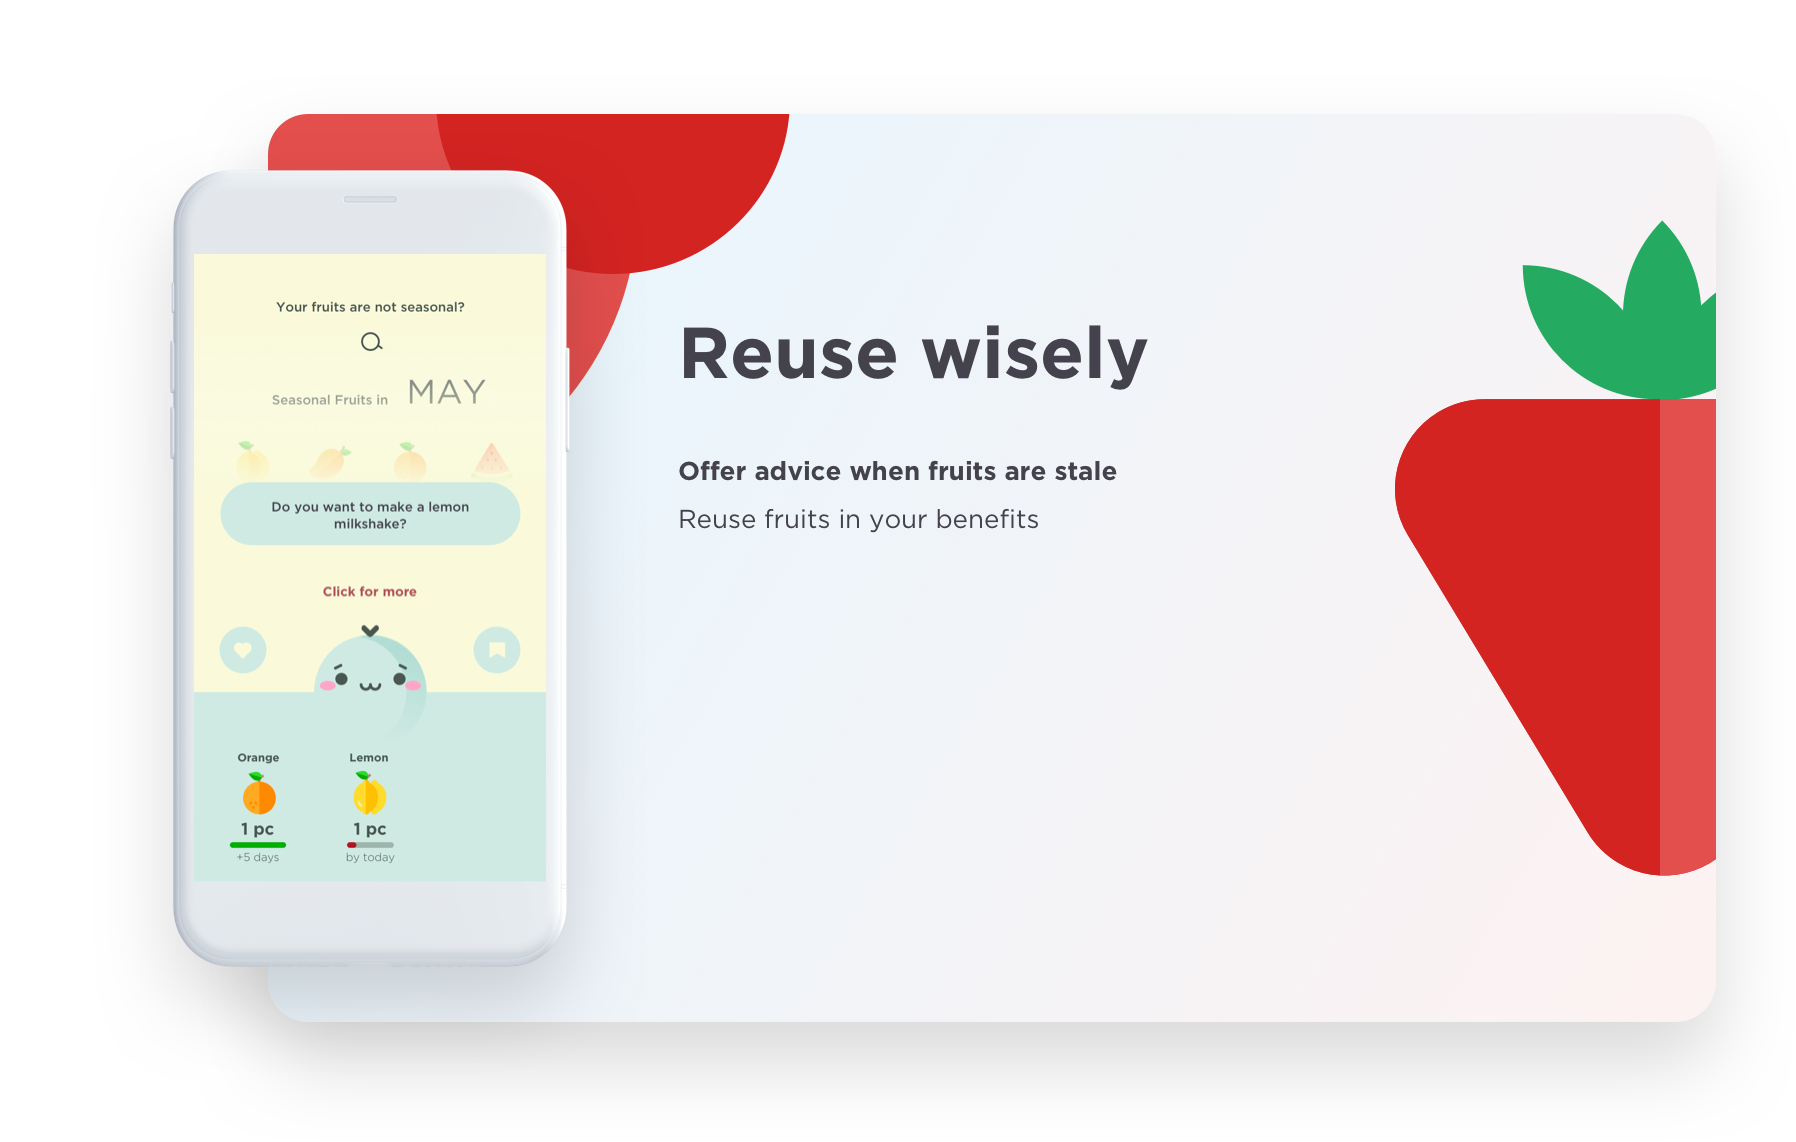 Your fruits are not seasonal?
Seasonal Fruits in MAY
Do you want to make a lemon
milkshake?
Click for more
Orange
Lemon
1 pc
1 pc
+5 days
by today
Reuse wisely
Offer advice when fruits are stale
Reuse fruits in your benefits